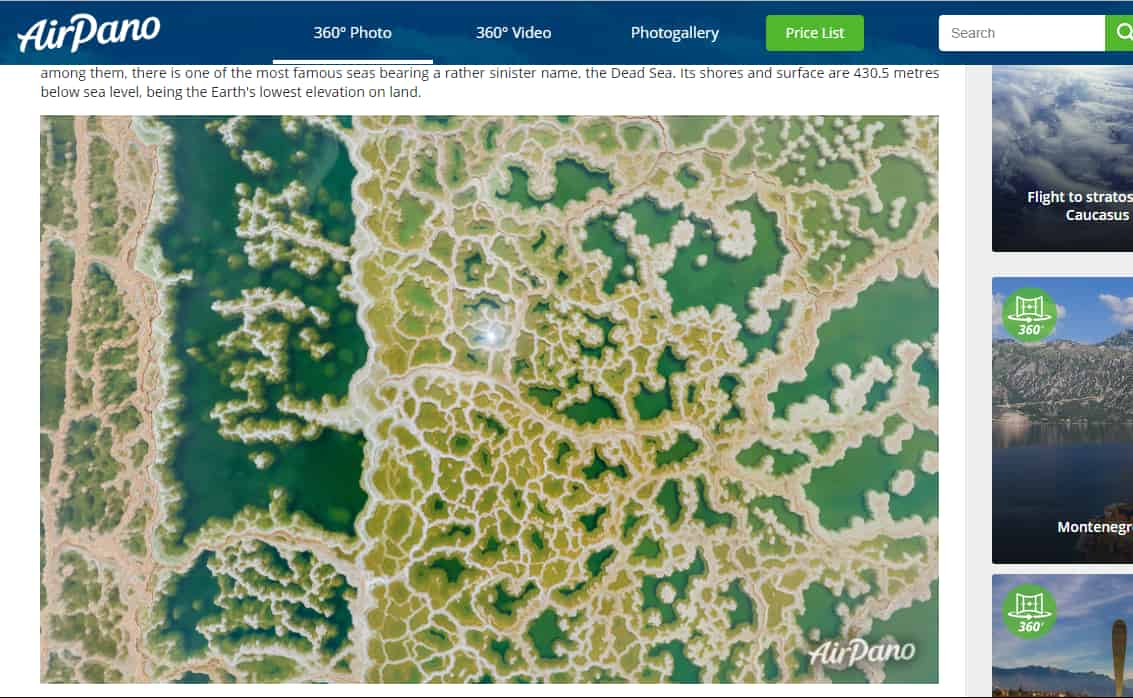 AirPano
360° Photo
360° Video
Photogallery
Price List
Search
among them, there is one of the most famous seas bearing a rather sinister name, the Dead Sea. Its shores and surface are 430.5 metres
below sea level, being the Earth's lowest elevation on land.
Flight to stratos
Caucasus
360°
Montenegr
360°
AirPano